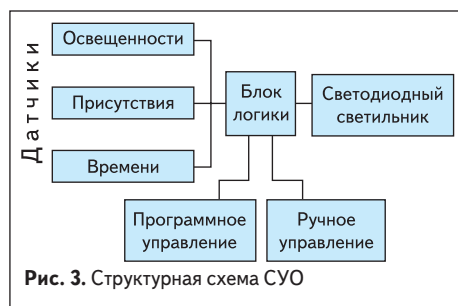 Датчики
Освещенности
Присутствия
Времени
Блок
логики
Светодиодный
светильник
Программное
управление
Ручное
управление
Рис. 3. Структурная схема СУО